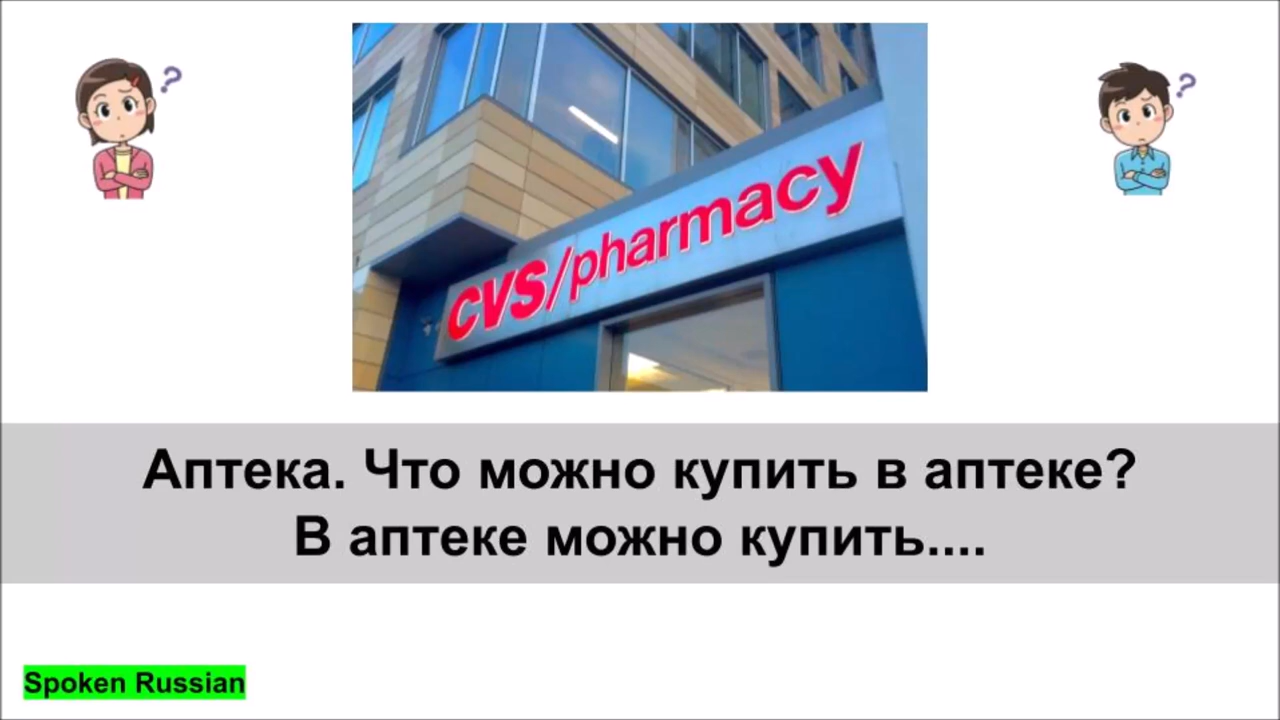 ?
?
CVS/pharmacy
Аптека. Что можно купить в аптеке?
В аптеке можно купить....
Spoken Russian